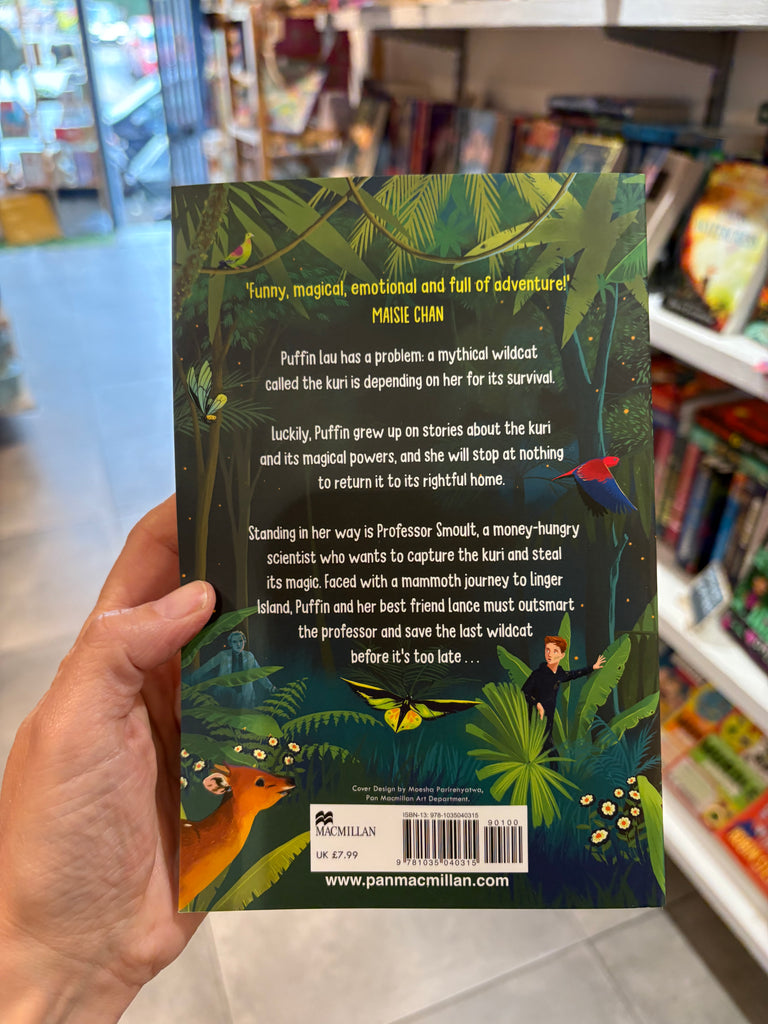 'Funny, magical, emotional and full of adventure!'
MAISIE CHAN
Puffin Lau has a problem: a mythical wildcat
called the kuri is depending on her for its survival.
Luckily, Puffin grew up on stories about the kuri
and its magical powers, and she will stop at nothing
to return it to its rightful home.
Standing in her way is Professor Smoult, a money-hungry
scientist who wants to capture the kuri and steal
its magic. Faced with a mammoth journey to Linger
Island, Puffin and her best friend Lance must outsmart
the professor and save the last wildcat
before it's too late . . .
Cover Design by Meesha Parirenyatwa,
Pan Macmillan Art Department.
MACMILLAN
UK £7.99
ISBN-13: 978-1035040315
90100
9 781035 040315
www.panmacmillan.com